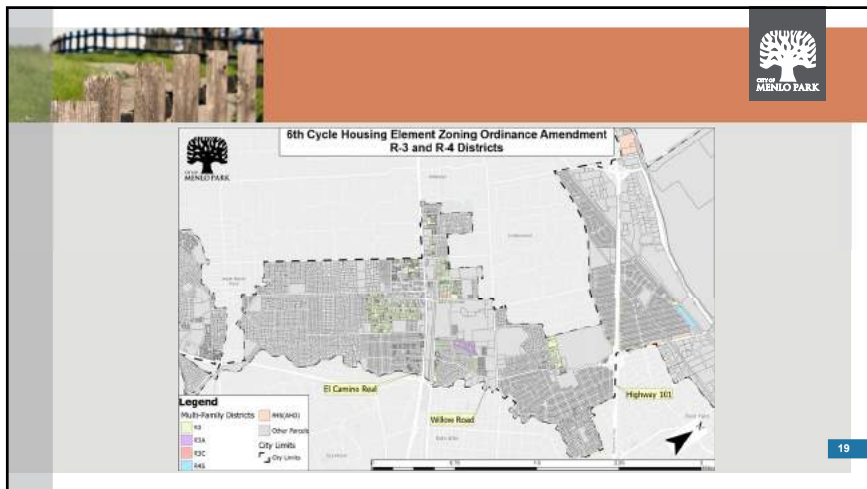 CITY OF
MENLO PARK
6th Cycle Housing Element Zoning Ordinance Amendment
R-3 and R-4 Districts
CITY OF
MENLO PARK
El Camino Real
Willow Road
Highway 101
Legend
Multi-Family Districts
R3
R3A
R3C
R4S
Other Parcels
City Limits
City Limits
19